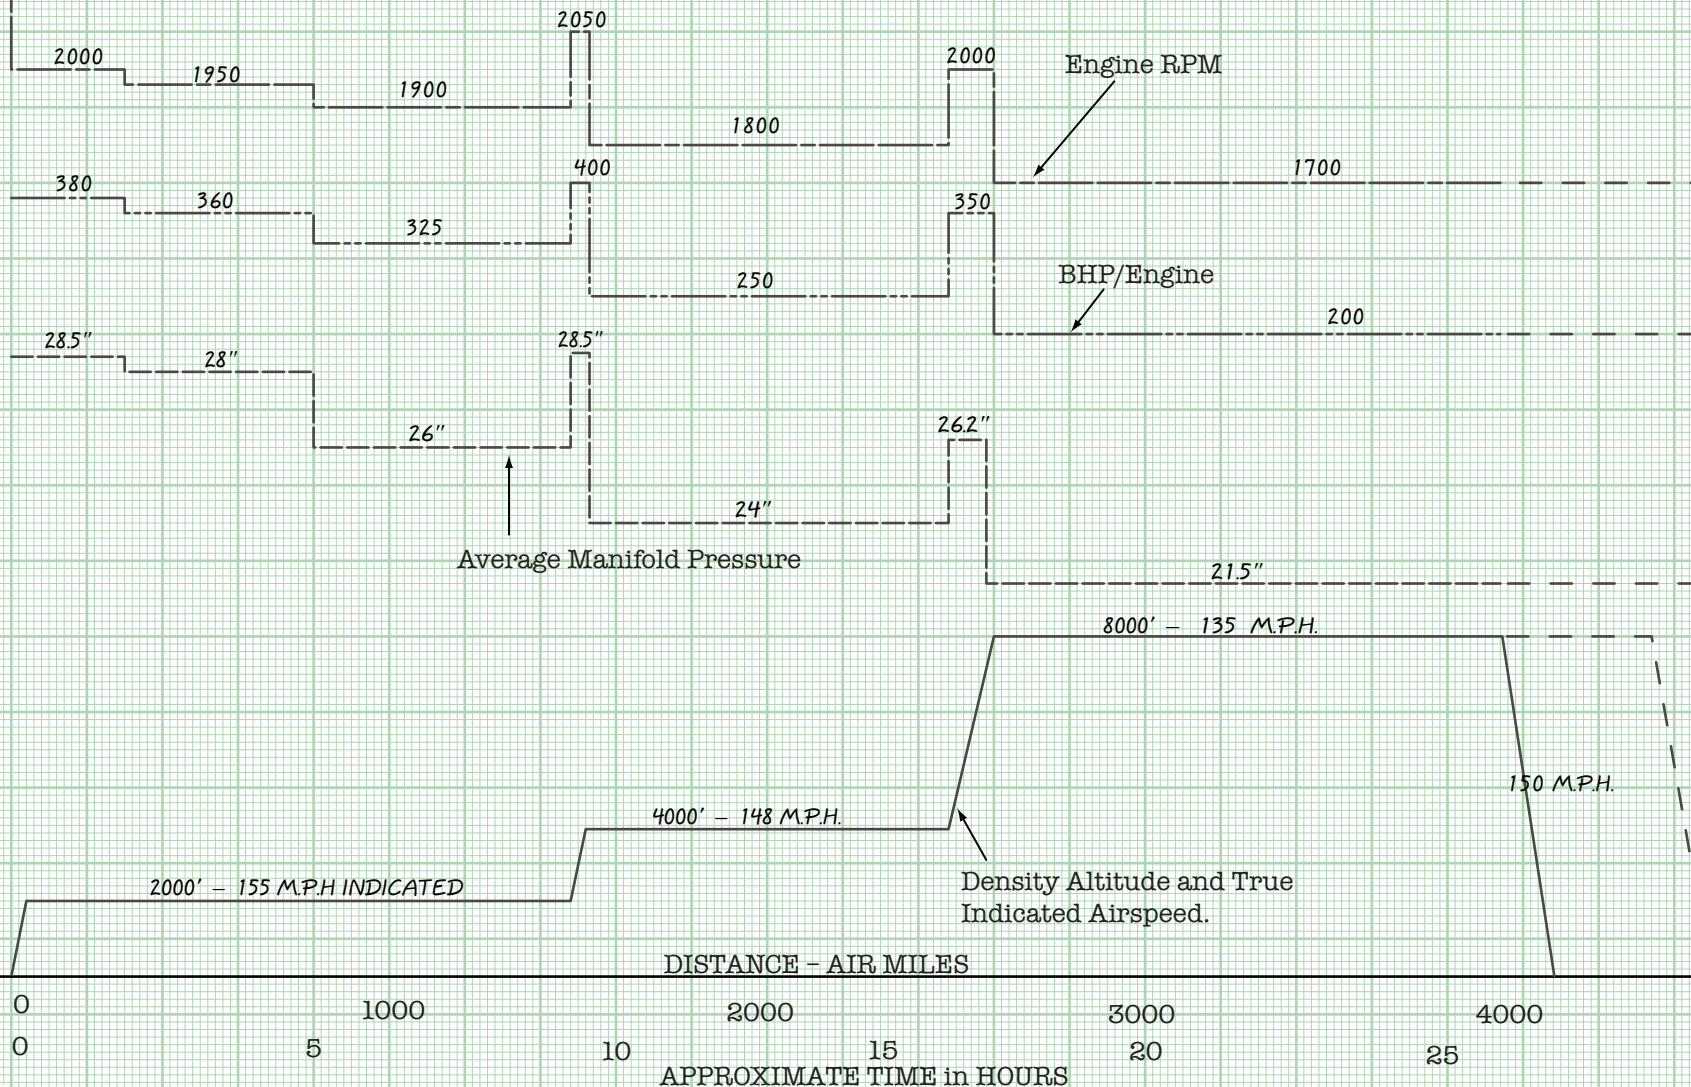 2050
2000
2000
Engine RPM
1950
1900
1800
400
1700
380
350
360
325
BHP/Engine
250
200
28.5"
28.5"
28"
26.2"
26"
24"
Average Manifold Pressure
21.5"
8000' – 135 M.P.H.
150 M.P.H.
4000' – 148 M.P.H.
2000' – 155 M.P.H INDICATED
Density Altitude and True
Indicated Airspeed.
DISTANCE – AIR MILES
0 1000 2000 3000 4000
0 5 10 15 20 25
APPROXIMATE TIME in HOURS